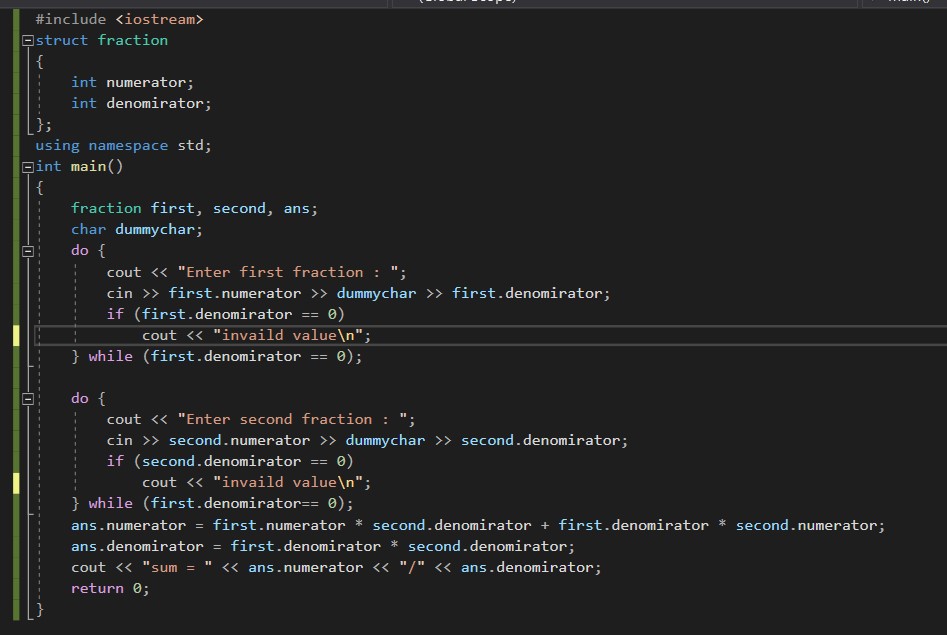 #include <iostream>
struct fraction
{
    int numerator;
    int denomirator;
};
using namespace std;
int main()
{
    fraction first, second, ans;
    char dummychar;
    do {
        cout << "Enter first fraction : ";
        cin >> first.numerator >> dummychar >> first.denomirator;
        if (first.denomirator == 0)
            cout << "invaild value\n";
    } while (first.denomirator == 0);

    do {
        cout << "Enter second fraction : ";
        cin >> second.numerator >> dummychar >> second.denomirator;
        if (second.denomirator == 0)
            cout << "invaild value\n";
    } while (first.denomirator== 0);
    ans.numerator = first.numerator * second.denomirator + first.denomirator * second.numerator;
    ans.denomirator = first.denomirator * second.denomirator;
    cout << "sum = " << ans.numerator << "/" << ans.denomirator;
    return 0;
}